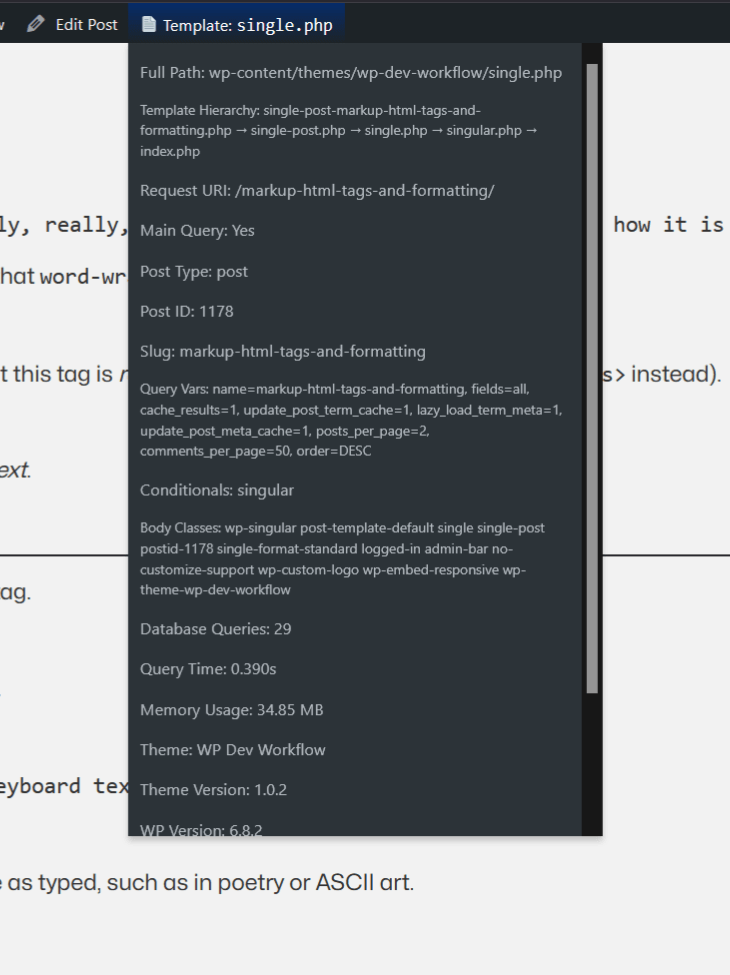 Edit Post
Template: single.php
Full Path: wp-content/themes/wp-dev-workflow/single.php
Template Hierarchy: single-post-markup-html-tags-and-
formatting.php → single-post.php → single.php → singular.php →
index.php
Request URI: /markup-html-tags-and-formatting/
ly, really,
how it is
Main Query: Yes
hat word-wr
Post Type: post
Post ID: 1178
Slug: markup-html-tags-and-formatting
t this tag is
s> instead).
Query Vars: name=markup-html-tags-and-formatting, fields=all,
cache_results=1, update_post_term_cache=1, lazy_load_term_meta=1,
update_post_meta_cache=1, posts_per_page=2,
comments_per_page=50, order=DESC
ext.
Conditionals: singular
Body Classes: wp-singular post-template-default single single-post
postid-1178 single-format-standard logged-in admin-bar no-
customize-support wp-custom-logo wp-embed-responsive wp-
theme-wp-dev-workflow
ag.
Database Queries: 29
Query Time: 0.390s
Memory Usage: 34.85 MB
Theme: WP Dev Workflow
eyboard tex
Theme Version: 1.0.2
WP Version: 6.8.2
e as typed, such as in poetry or ASCII art.